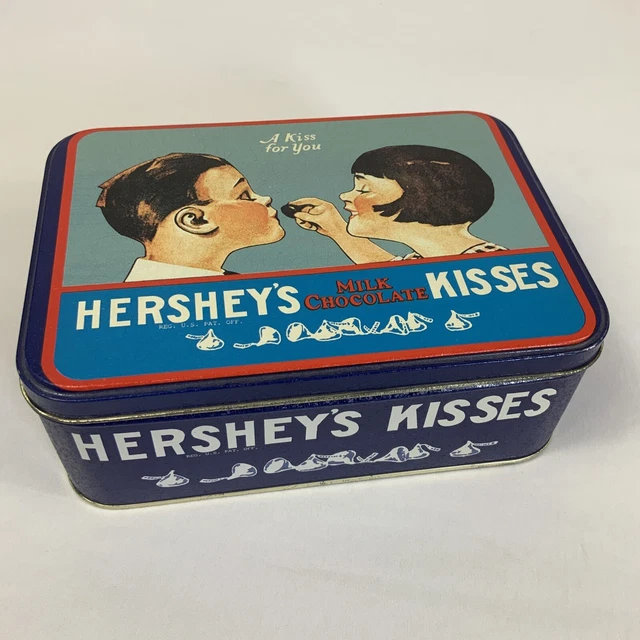 A Kiss
for You
HERSHEY'S MILK CHOCOLATE KISSES
REG. U.S. PAT. OFF.
HERSHEY'S KISSES
REG. U.S. PAT. OFF.